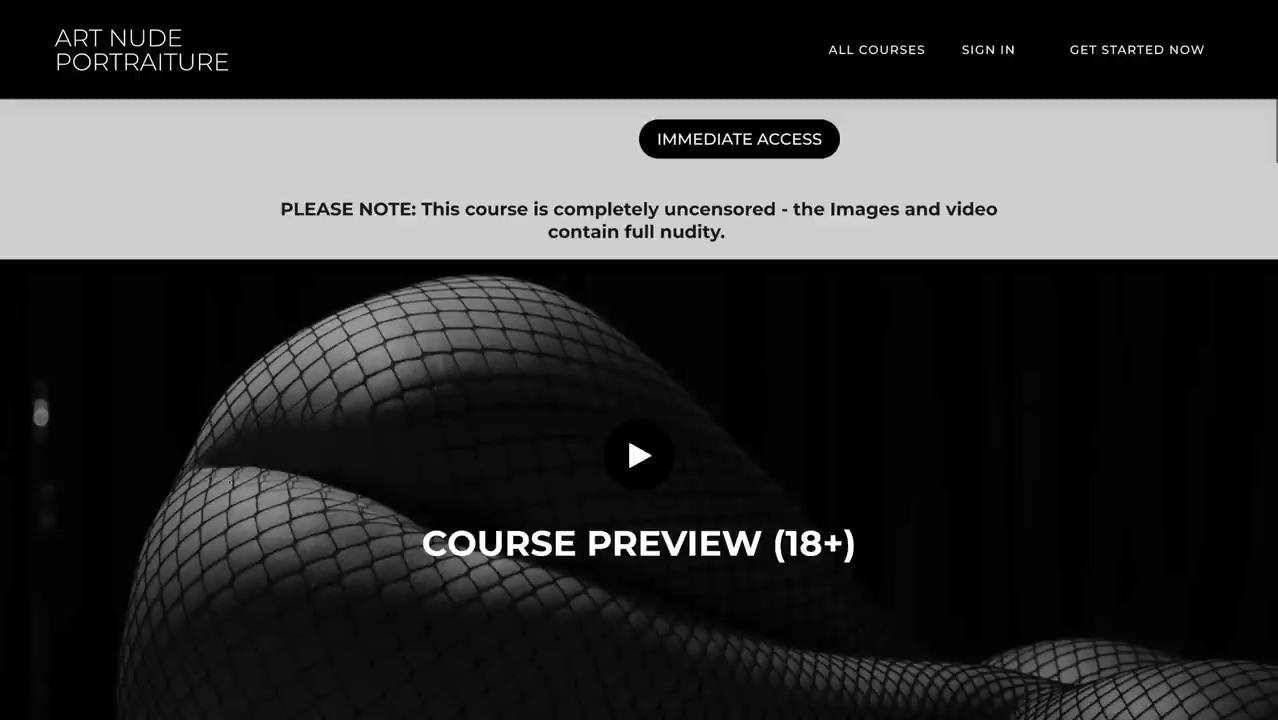 ART NUDE
PORTRAITURE
ALL COURSES
SIGN IN
GET STARTED NOW
IMMEDIATE ACCESS
PLEASE NOTE: This course is completely uncensored - the Images and video
contain full nudity.
COURSE PREVIEW (18+)